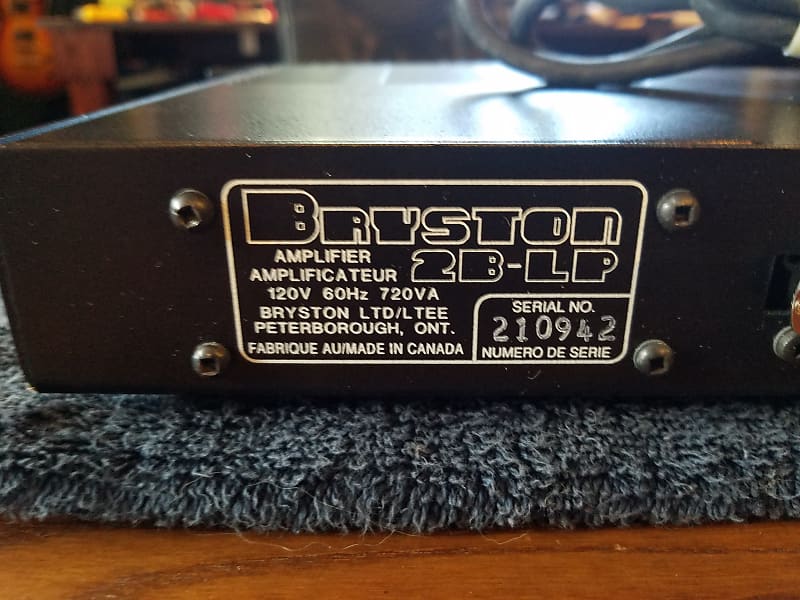 BRYSTON
AMPLIFIER
AMPLIFICATEUR
2B-LP
120V 60Hz 720VA
BRYSTON LTD/LTEE
PETERBOROUGH, ONT.
FABRIQUE AU/MADE IN CANADA
SERIAL NO.
210942
NUMERO DE SERIE